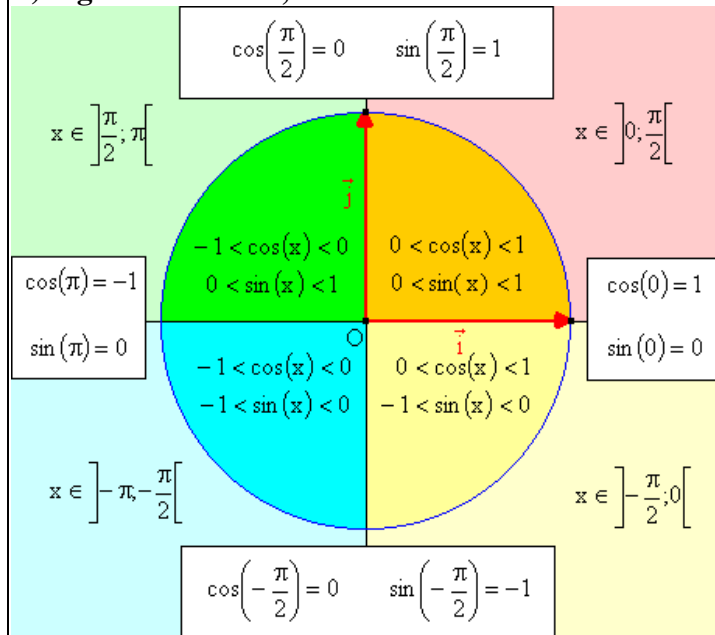 cos(π/2) = 0 sin(π/2) = 1
x ∈ ]π/2; π[
x ∈ ]0; π/2[
j
-1 < cos(x) < 0
0 < sin(x) < 1
0 < cos(x) < 1
0 < sin(x) < 1
cos(π) = -1
sin(π) = 0
cos(0) = 1
sin(0) = 0
O
i
-1 < cos(x) < 0
-1 < sin(x) < 0
0 < cos(x) < 1
-1 < sin(x) < 0
x ∈ ]-π; -π/2[
x ∈ ]-π/2; 0[
cos(-π/2) = 0 sin(-π/2) = -1